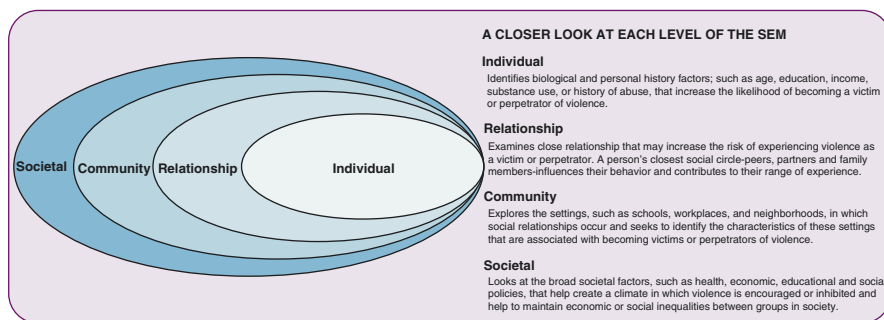 A CLOSER LOOK AT EACH LEVEL OF THE SEM
Individual
Identifies biological and personal history factors; such as age, education, income,
substance use, or history of abuse, that increase the likelihood of becoming a victim
or perpetrator of violence.
Relationship
Examines close relationship that may increase the risk of experiencing violence as
a victim or perpetrator. A person's closest social circle-peers, partners and family
members-influences their behavior and contributes to their range of experience.
Community
Explores the settings, such as schools, workplaces, and neighborhoods, in which
social relationships occur and seeks to identify the characteristics of these settings
that are associated with becoming victims or perpetrators of violence.
Societal
Looks at the broad societal factors, such as health, economic, educational and social
policies, that help create a climate in which violence is encouraged or inhibited and
help to maintain economic or social inequalities between groups in society.
Societal
Community
Relationship
Individual